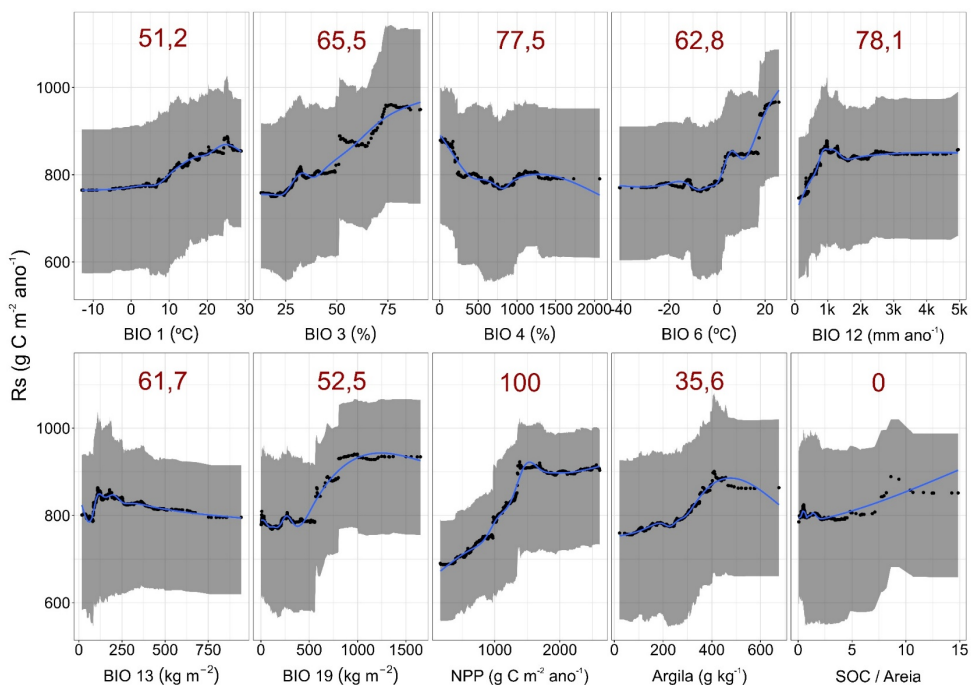 51,2 65,5 77,5 62,8 78,1
1000
800
600
-10 0 10 20 30 25 50 75 0 500 1000 1500 2000 -40 -20 0 20 0 1k 2k 3k 4k 5k
BIO 1 (ºC) BIO 3 (%) BIO 4 (%) BIO 6 (ºC) BIO 12 (mm ano⁻¹)
Rs (g C m⁻² ano⁻¹)
61,7 52,5 100 35,6 0
1000
800
600
0 250 500 750 0 500 1000 1500 1000 2000 0 200 400 600 0 5 10 15
BIO 13 (kg m⁻²) BIO 19 (kg m⁻²) NPP (g C m⁻² ano⁻¹) Argila (g kg⁻¹) SOC / Areia